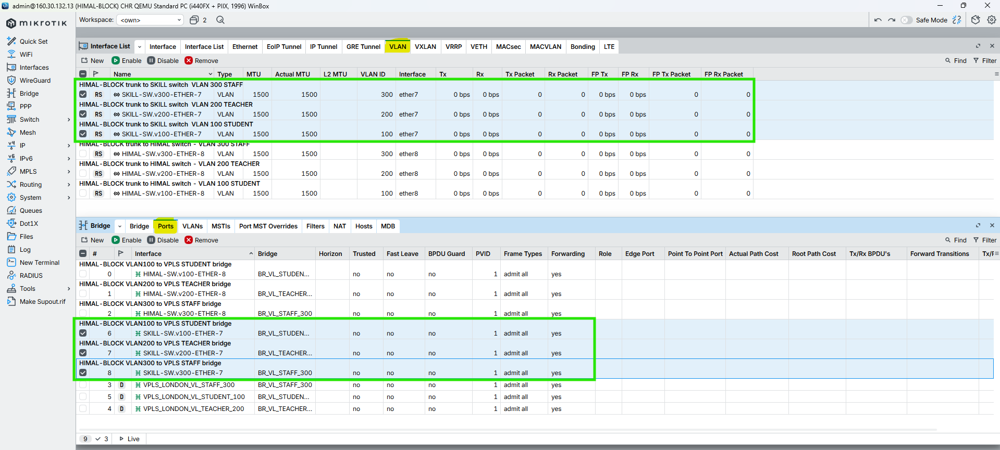 admin@160.30.132.13 (HIMAL-BLOCK) CHR QEMU Standard PC (i440FX + PIIX, 1996) WinBox
MIKROTIK
Workspace: <own> 2 Safe Mode
Quick Set
WiFi
Interfaces
WireGuard
Bridge
PPP
Switch
Mesh
IP
IPv6
MPLS
Routing
System
Queues
Dot1X
Files
Log
New Terminal
RADIUS
Tools
Make Supout.rif
Interface List Interface Interface List Ethernet EoIP Tunnel IP Tunnel GRE Tunnel VLAN VXLAN VRRP VETH MACsec MACVLAN Bonding LTE
New Enable Disable Remove Find Filter
Name Type MTU Actual MTU L2 MTU VLAN ID Interface Tx Rx Tx Packet Rx Packet FP Tx FP Rx FP Tx Packet FP Rx Packet
HIMAL-BLOCK trunk to SKILL switch VLAN 300 STAFF
RS SKILL-SW.v300-ETHER-7 VLAN 1500 1500 300 ether7 0 bps 0 bps 0 0 0 bps 0 bps 0 0
HIMAL-BLOCK trunk to SKILL switch VLAN 200 TEACHER
RS SKILL-SW.v200-ETHER-7 VLAN 1500 1500 200 ether7 0 bps 0 bps 0 0 0 bps 0 bps 0 0
HIMAL-BLOCK trunk to SKILL switch VLAN 100 STUDENT
RS SKILL-SW.v100-ETHER-7 VLAN 1500 1500 100 ether7 0 bps 0 bps 0 0 0 bps 0 bps 0 0
HIMAL-BLOCK trunk to HIMAL switch - VLAN 300 STAFF
RS HIMAL-SW.v300-ETHER-8 VLAN 1500 1500 300 ether8 0 bps 0 bps 0 0 0 bps 0 bps 0 0
HIMAL-BLOCK trunk to HIMAL switch - VLAN 200 TEACHER
RS HIMAL-SW.v200-ETHER-8 VLAN 1500 1500 200 ether8 0 bps 0 bps 0 0 0 bps 0 bps 0 0
HIMAL-BLOCK trunk to HIMAL switch - VLAN 100 STUDENT
RS HIMAL-SW.v100-ETHER-8 VLAN 1500 1500 100 ether8 0 bps 0 bps 0 0 0 bps 0 bps 0 0
Bridge Bridge Ports VLANs MSTIs Port MST Overrides Filters NAT Hosts MDB
New Enable Disable Remove Find Filter
# Interface Bridge Horizon Trusted Fast Leave BPDU Guard PVID Frame Types Forwarding Role Edge Port Point To Point Port Actual Path Cost Root Path Cost Tx/Rx BPDU's Forward Transitions Tx/F
HIMAL-BLOCK VLAN100 to VPLS STUDENT bridge
0 HIMAL-SW.v100-ETHER-8 BR_VL_STUDEN... no no no 1 admit all yes
HIMAL-BLOCK VLAN200 to VPLS TEACHER bridge
1 HIMAL-SW.v200-ETHER-8 BR_VL_TEACHER... no no no 1 admit all yes
HIMAL-BLOCK VLAN300 to VPLS STAFF bridge
2 HIMAL-SW.v300-ETHER-8 BR_VL_STAFF_300 no no no 1 admit all yes
HIMAL-BLOCK VLAN100 to VPLS STUDENT bridge
6 SKILL-SW.v100-ETHER-7 BR_VL_STUDEN... no no no 1 admit all yes
HIMAL-BLOCK VLAN200 to VPLS TEACHER bridge
7 SKILL-SW.v200-ETHER-7 BR_VL_TEACHER... no no no 1 admit all yes
HIMAL-BLOCK VLAN300 to VPLS STAFF bridge
8 SKILL-SW.v300-ETHER-7 BR_VL_STAFF_300 no no no 1 admit all yes
3 D VPLS_LONDON_VL_STAFF_300 BR_VL_STAFF_300 no no no 1 admit all yes
5 D VPLS_LONDON_VL_STUDENT_100 BR_VL_STUDEN... no no no 1 admit all yes
4 D VPLS_LONDON_VL_TEACHER_200 BR_VL_TEACHER... no no no 1 admit all yes
9 3 Live